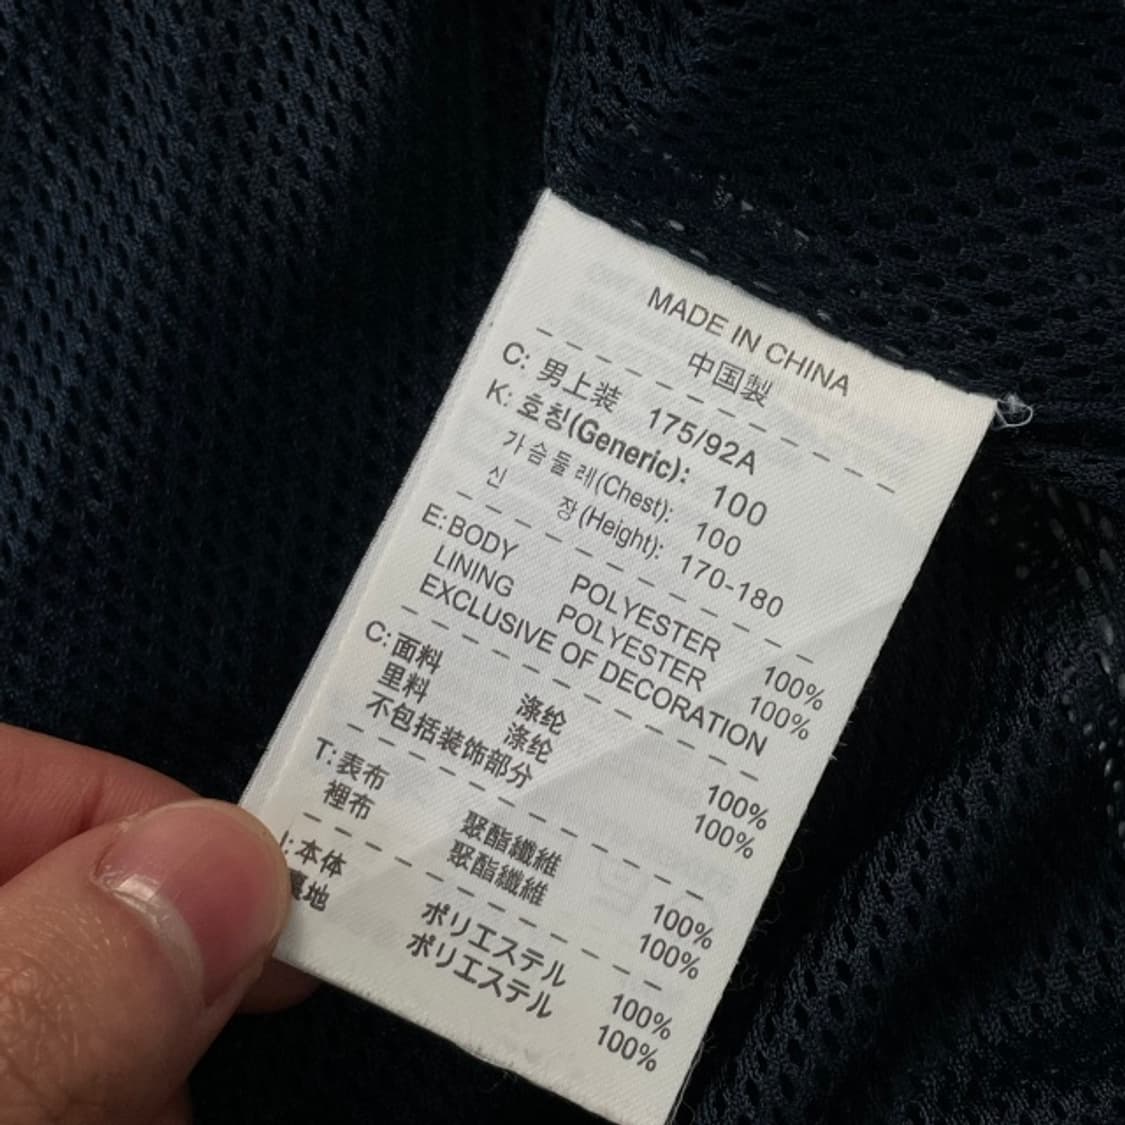 MADE IN CHINA
中国製
C: 男上装 175/92A
K: 호칭(Generic): 100
가슴둘레(Chest): 100
신 장(Height): 170-180
E:BODY POLYESTER 100%
LINING POLYESTER 100%
EXCLUSIVE OF DECORATION
C:面料 涤纶 100%
里料 涤纶 100%
不包括装饰部分
T:表布 聚酯纖維 100%
裡布 聚酯纖維 100%
:本体 ポリエステル 100%
裏地 ポリエステル 100%